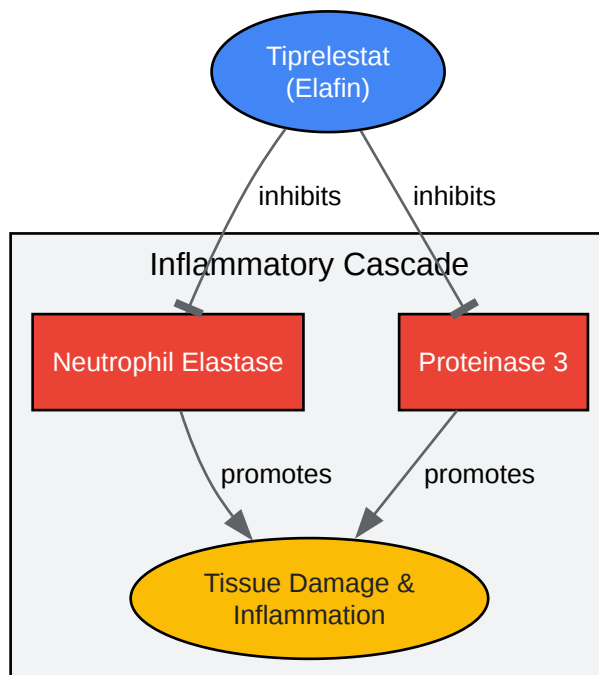 Tiprelestat
(Elafin)
inhibits
inhibits
Inflammatory Cascade
Neutrophil Elastase
Proteinase 3
promotes
promotes
Tissue Damage &
Inflammation